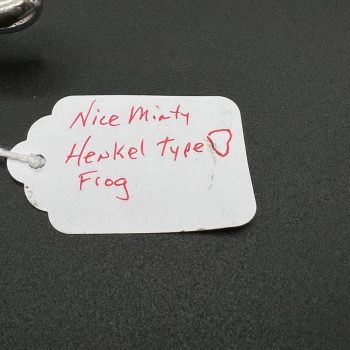 Nice Minty
Henkel Type
Frog